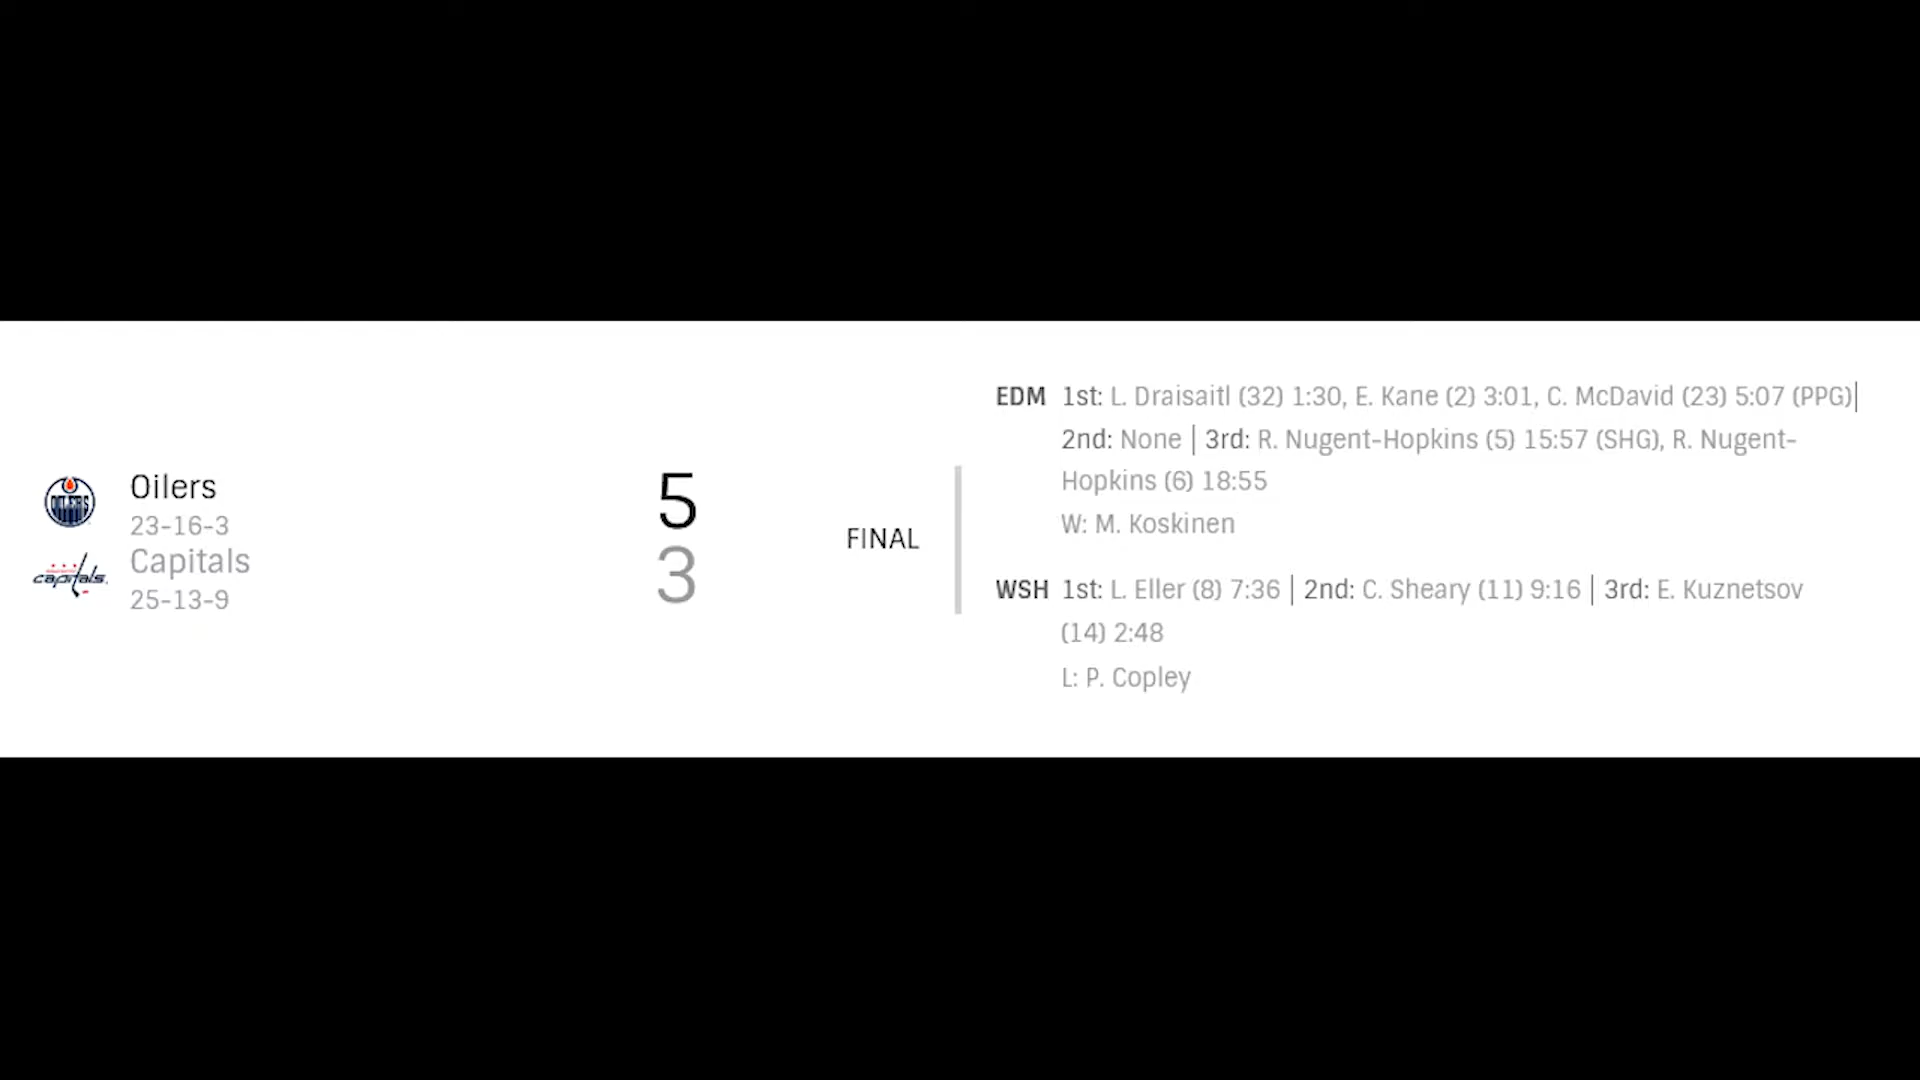 Oilers
23-16-3
Capitals
25-13-9
5
3
FINAL
EDM 1st: L. Draisaitl (32) 1:30, E. Kane (2) 3:01, C. McDavid (23) 5:07 (PPG)|
2nd: None | 3rd: R. Nugent-Hopkins (5) 15:57 (SHG), R. Nugent-
Hopkins (6) 18:55
W: M. Koskinen
WSH 1st: L. Eller (8) 7:36 | 2nd: C. Sheary (11) 9:16 | 3rd: E. Kuznetsov
(14) 2:48
L: P. Copley
OILERS
capitals